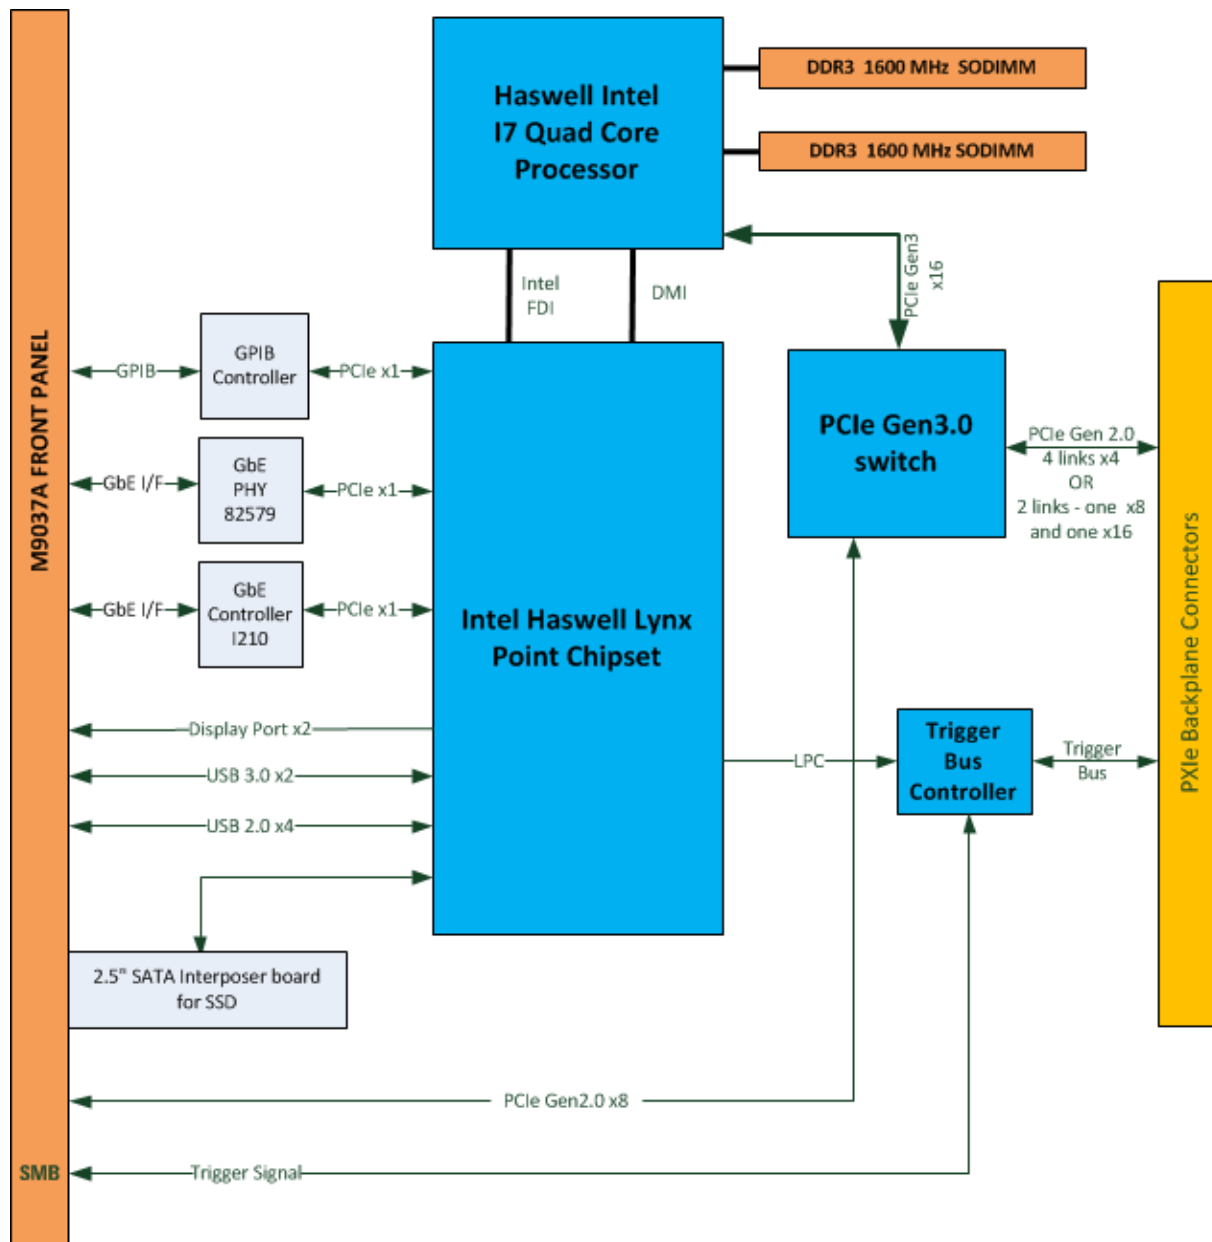 M9037A FRONT PANEL
SMB
Haswell Intel
I7 Quad Core
Processor
DDR3  1600 MHz  SODIMM
DDR3  1600 MHz SODIMM
Intel
FDI
DMI
PCIe Gen3
x16
GPIB
GPIB
Controller
PCIe x1
GbE I/F
GbE
PHY
82579
PCIe x1
GbE I/F
GbE
Controller
I210
PCIe x1
Intel Haswell Lynx
Point Chipset
PCIe Gen3.0
switch
PCIe Gen 2.0
4 links x4
OR
2 links - one  x8
and one x16
PXIe Backplane Connectors
Display Port x2
USB 3.0 x2
USB 2.0 x4
LPC
Trigger
Bus
Controller
Trigger
Bus
2.5" SATA Interposer board
for SSD
PCIe Gen2.0 x8
Trigger Signal